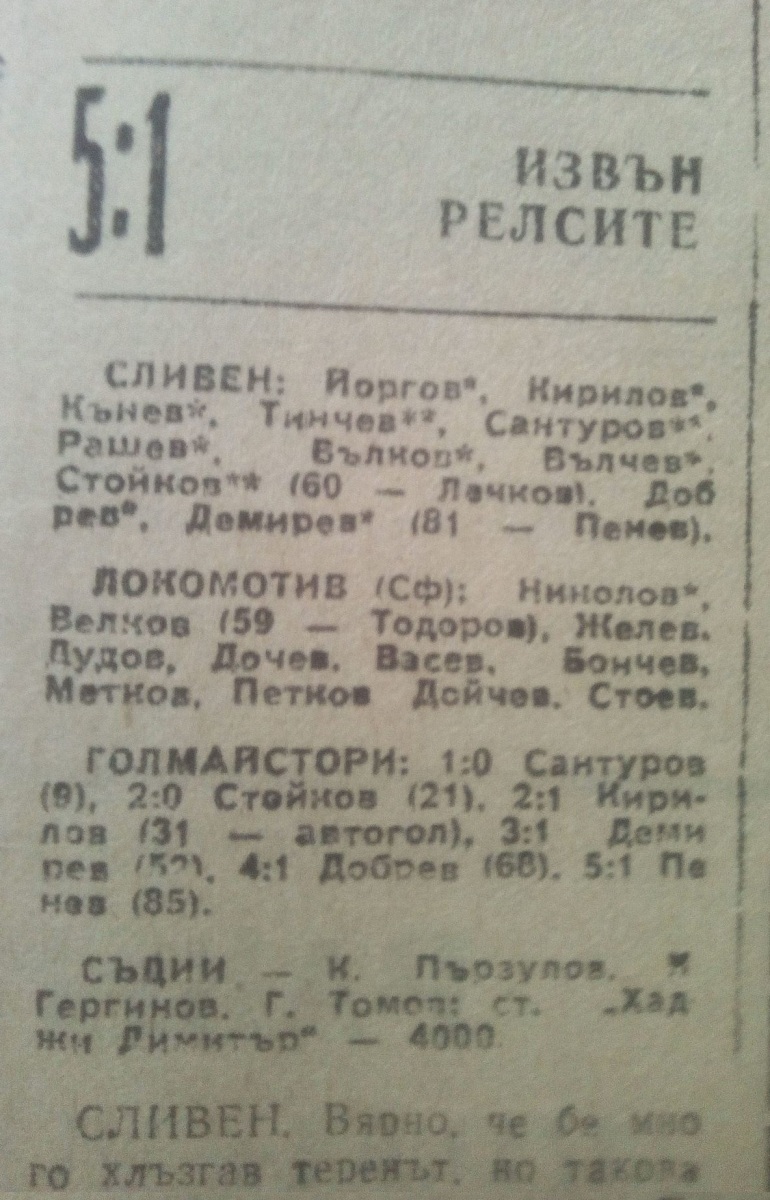 5:1
ИЗВЪН
РЕЛСИТЕ
СЛИВЕН: Йоргов*, Кирилов*,
Кънев*, Тинчев**, Сантуров**,
Рашев*, Вълков*, Вълчев*,
Стойков** (60 — Лечков), Доб
рев*, Демирев* (81 — Пенев).
ЛОКОМОТИВ (Сф): Николов*,
Велков (59 — Тодоров), Желев,
Дудов, Дочев, Васев, Бончев,
Метков, Петков Дойчев, Стоев.
ГОЛМАЙСТОРИ: 1:0 Сантуров
(9), 2:0 Стойков (21), 2:1 Кири-
лов (31 — автогол), 3:1 Деми
рев (52), 4:1 Добрев (68), 5:1 Пе
нев (85).
СЪДИИ — К. Пързулов,
Гергинов, Г. Томов; ст. „Хад
жи Димитър" — 4000.
СЛИВЕН. Вярно, че бе мно
го хлъзгав теренът, но такова